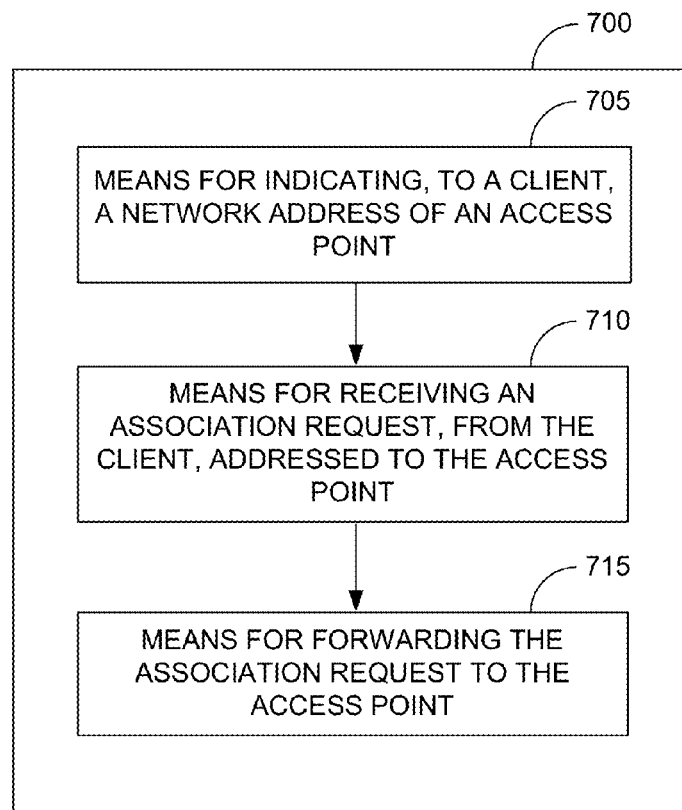 700
705
MEANS FOR INDICATING, TO A CLIENT,
A NETWORK ADDRESS OF AN ACCESS
POINT
710
MEANS FOR RECEIVING AN
ASSOCIATION REQUEST, FROM THE
CLIENT, ADDRESSED TO THE ACCESS
POINT
715
MEANS FOR FORWARDING THE
ASSOCIATION REQUEST TO THE
ACCESS POINT